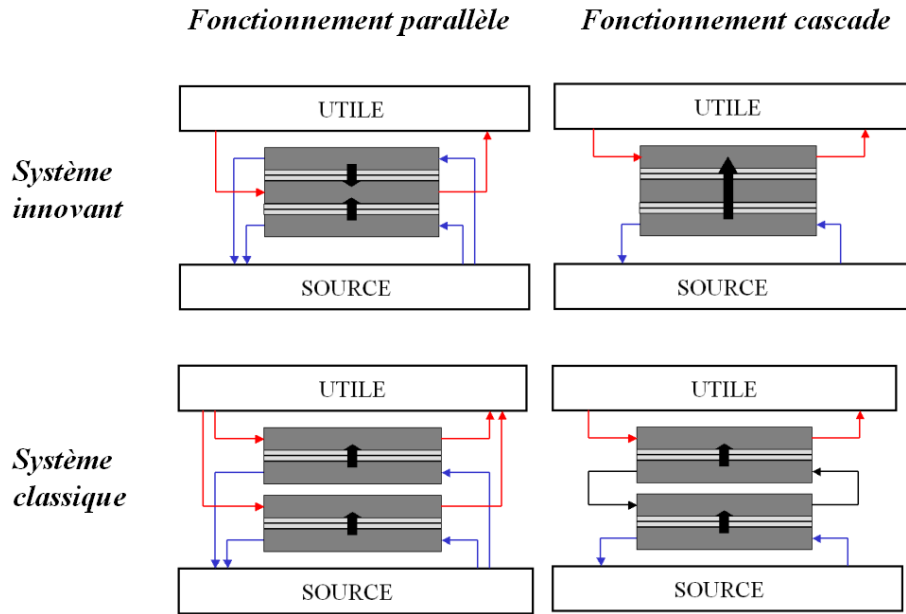 Fonctionnement parallèle
Fonctionnement cascade
Système
innovant
UTILE
UTILE
SOURCE
SOURCE
Système
classique
UTILE
UTILE
SOURCE
SOURCE